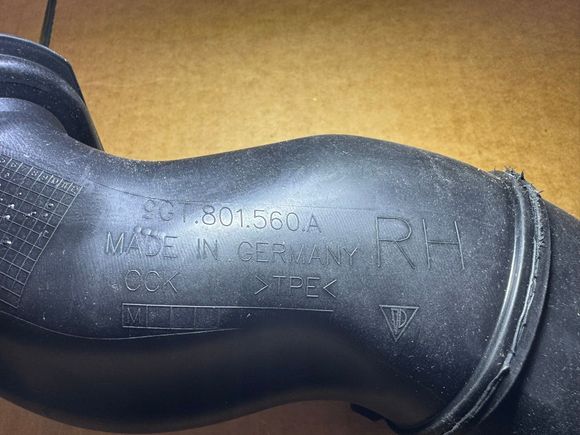 9GT.801.560.A
MADE IN GERMANY
RH
CCK >TPE<